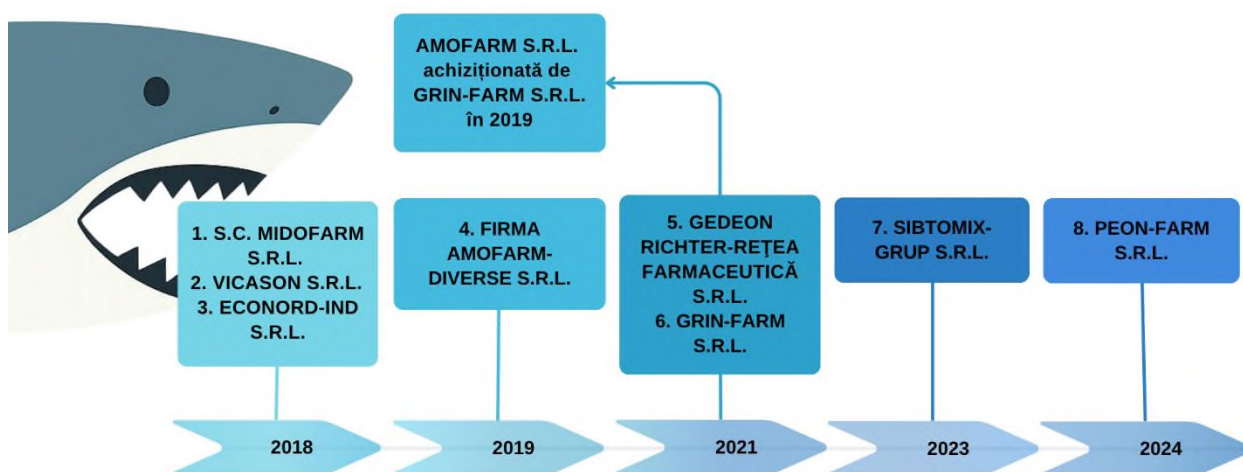 AMOFARM S.R.L.
achiziționată de
GRIN-FARM S.R.L.
în 2019
1. S.C. MIDOFARM
S.R.L.
2. VICASON S.R.L.
3. ECONORD-IND
S.R.L.
4. FIRMA
AMOFARM-
DIVERSE S.R.L.
5. GEDEON
RICHTER-REŢEA
FARMACEUTICĂ
S.R.L.
6. GRIN-FARM
S.R.L.
7. SIBTOMIX-
GRUP S.R.L.
8. PEON-FARM
S.R.L.
2018
2019
2021
2023
2024